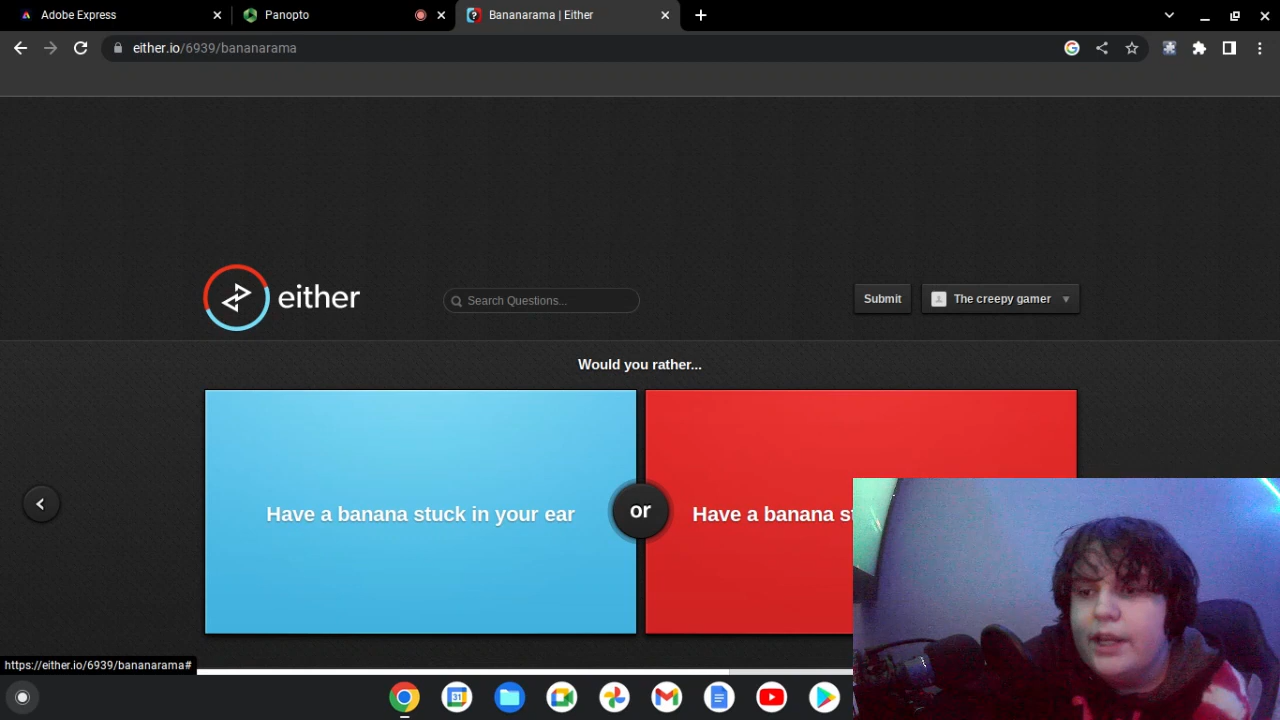 Adobe Express
Panopto
Bananarama | Either
either.io/6939/bananarama
either
Search Questions...
Submit
The creepy gamer
Would you rather...
Have a banana stuck in your ear
or
Have a banana
https://either.io/6939/bananarama#
31